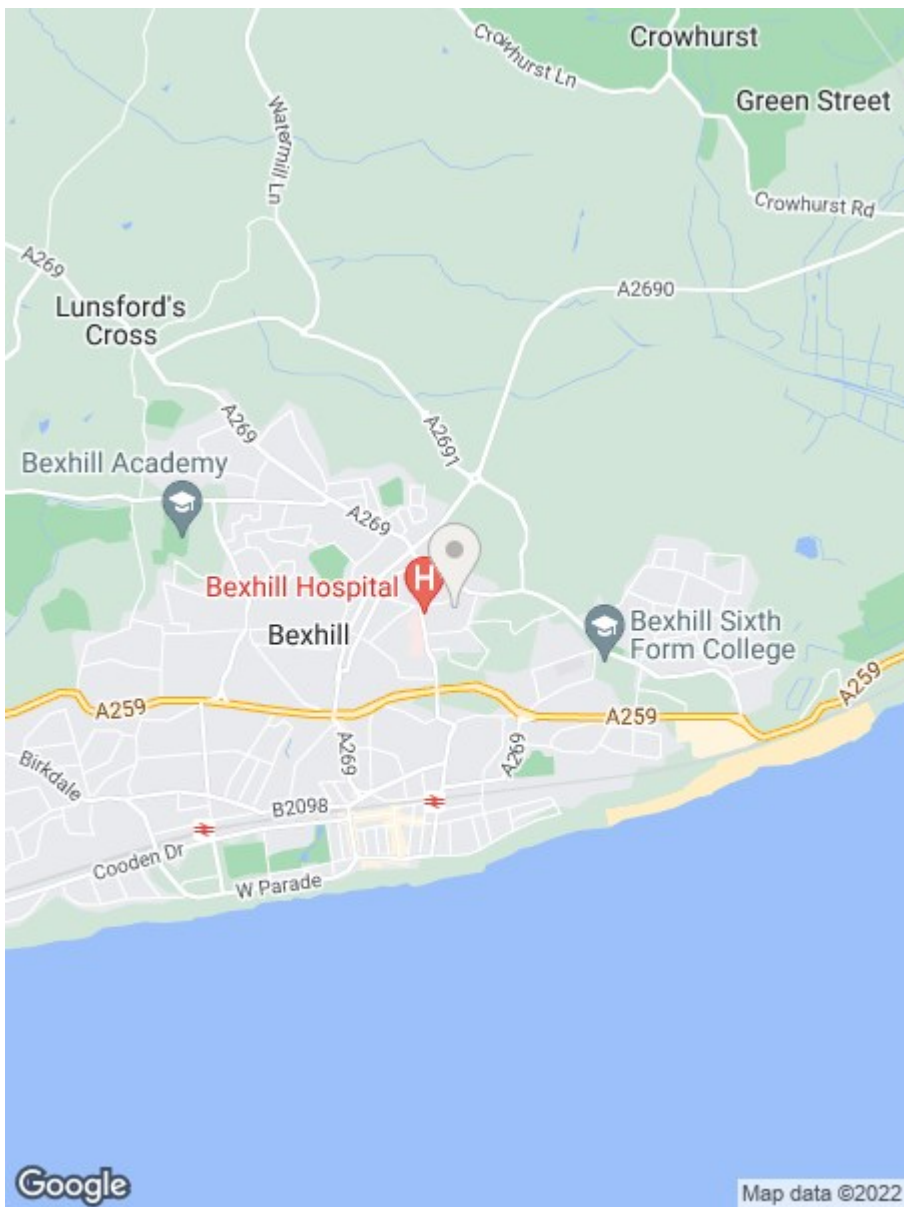 Crowhurst
Crowhurst Ln
Green Street
Watermill Ln
Crowhurst Rd
A269
A2690
Lunsford's
Cross
A269
A2691
Bexhill Academy
A269
Bexhill Hospital
H
Bexhill
Bexhill Sixth
Form College
A259
A259
A259
A269
A269
Birkdale
B2098
Cooden Dr
W Parade
Google
Map data ©2022